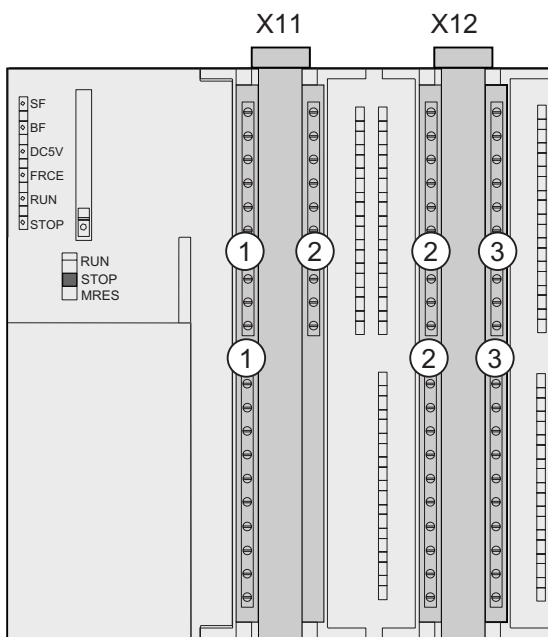 X11 X12
SF
BF
DC5V
FRCE
RUN
STOP
RUN
STOP
MRES
1 2 2 3
1 2 3